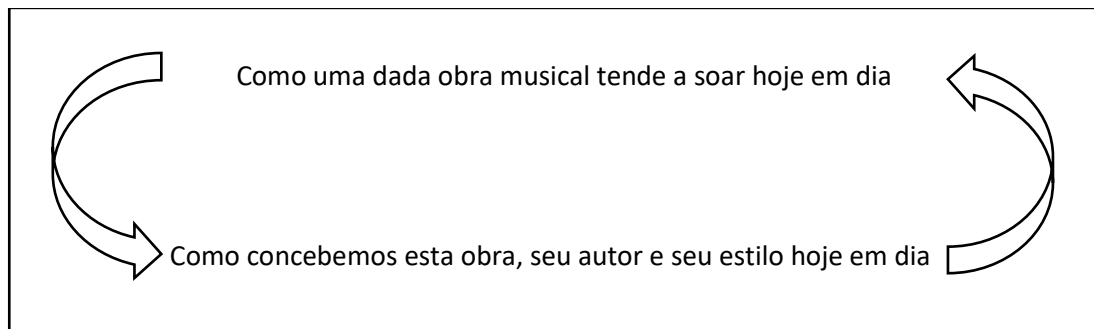 Como uma dada obra musical tende a soar hoje em dia
Como concebemos esta obra, seu autor e seu estilo hoje em dia